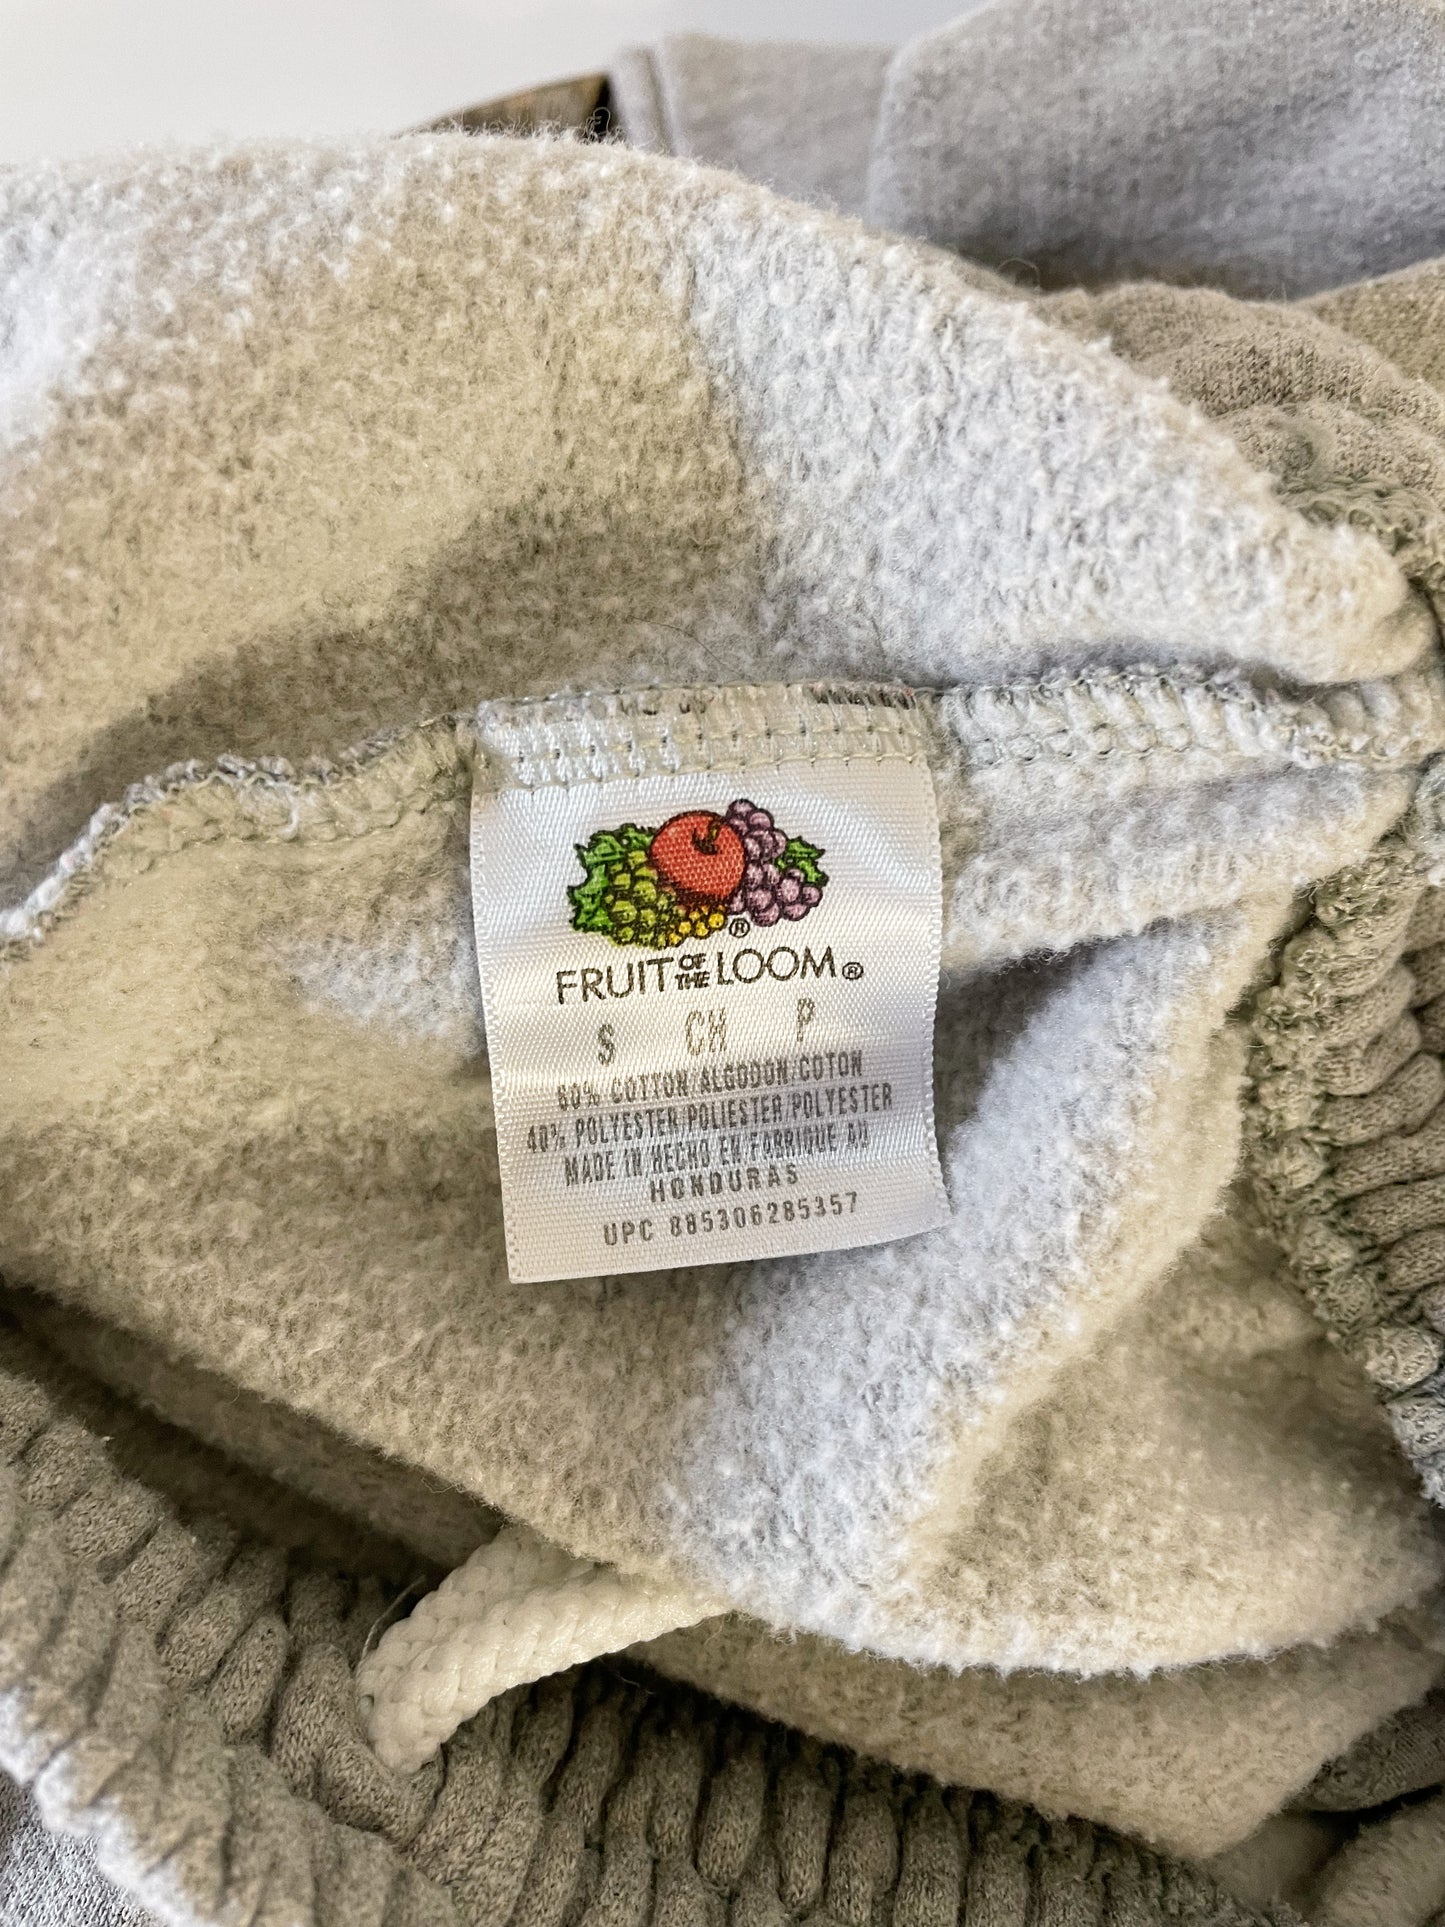 FRUIT OF THE LOOM®
S CH P
60% COTTON/ALGODON/COTON
40% POLYESTER/POLIESTER/POLYESTER
MADE IN/HECHO EN/FABRIQUE AU
HONDURAS
UPC 885306285357